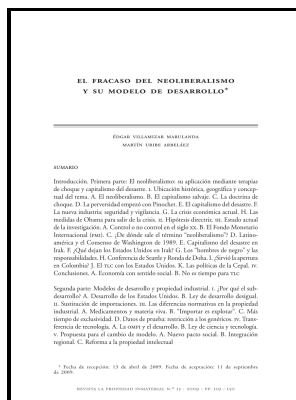 EL FRACASO DEL NEOLIBERALISMO
Y SU MODELO DE DESARROLLO*
ÉDGAR VILLAMIZAR MARULANDA
MARTÍN URIBE ARBELÁEZ
SUMARIO
Introducción. Primera parte: El neoliberalismo: su aplicación mediante terapias
de choque y capitalismo del desastre. I. Ubicación histórica, geográfica y concep-
tual del tema. A. El neoliberalismo. B. El capitalismo salvaje. C. La doctrina de
choque. D. La perversidad empezó con Pinochet. E. El capitalismo del desastre. F.
La nueva industria: seguridad y vigilancia. G. La crisis económica actual. H. Las
medidas de Obama para salir de la crisis. II. Hipótesis directriz. III. Estado actual
de la investigación. A. Control o no control en el siglo XX. B. El Fondo Monetario
Internacional (FMI). C. ¿De dónde sale el término "neoliberalismo"? D. Latino-
américa y el Consenso de Washington de 1989. E. Capitalismo del desastre en
Irak. F. ¿Qué dejan los Estados Unidos en Irak? G. Los "hombres de negro" y las
responsabilidades. H. Conferencia de Seattle y Ronda de Doha. I. ¿Sirvió la apertura
en Colombia? J. El TLC con los Estados Unidos. K. Las políticas de la Cepal. IV.
Conclusiones. A. Economía con sentido social. B. No es tiempo para TLC
Segunda parte: Modelos de desarrollo y propiedad industrial. I. ¿Por qué el sub-
desarrollo? A. Desarrollo de los Estados Unidos. B. Ley de desarrollo desigual.
II. Sustitución de importaciones. III. Las diferencias normativas en la propiedad
industrial. A. Medicamentos y materia viva. B. "Importar es explotar". C. Más
tiempo de exclusividad. D. Datos de prueba: restricción a los genéricos. IV. Trans-
ferencia de tecnología. A. La OMPI y el desarrollo. B. Ley de ciencia y tecnología.
V. Propuesta para el cambio de modelo. A. Nuevo pacto social. B. Integración
regional. C. Reformas a la propiedad intelectual
* Fecha de recepción: 13 de abril de 2009. Fecha de aceptación: 11 de septiembre
de 2009.
REVISTA LA PROPIEDAD INMATERIAL N.º 13 - 2009 - PP. 119 - 150